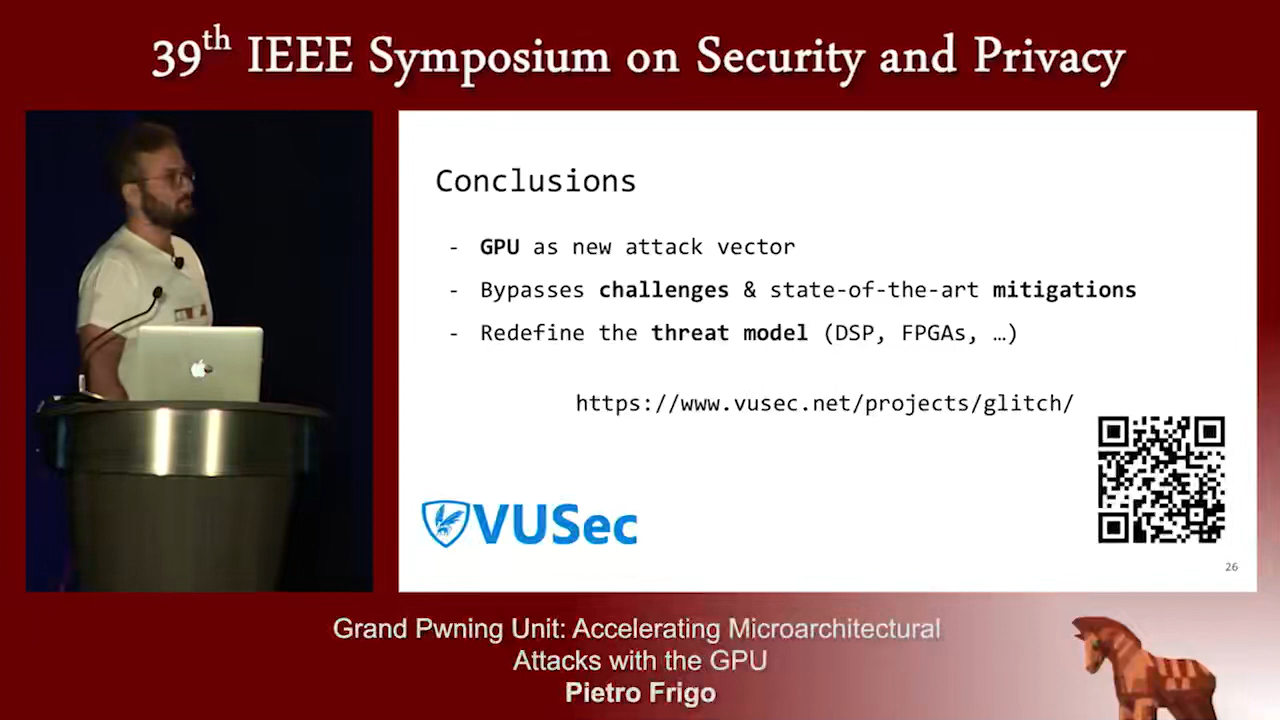 39th IEEE Symposium on Security and Privacy
Conclusions
- GPU as new attack vector
- Bypasses challenges & state-of-the-art mitigations
- Redefine the threat model (DSP, FPGAs, …)
https://www.vusec.net/projects/glitch/
VUSec
26
Grand Pwning Unit: Accelerating Microarchitectural
Attacks with the GPU
Pietro Frigo